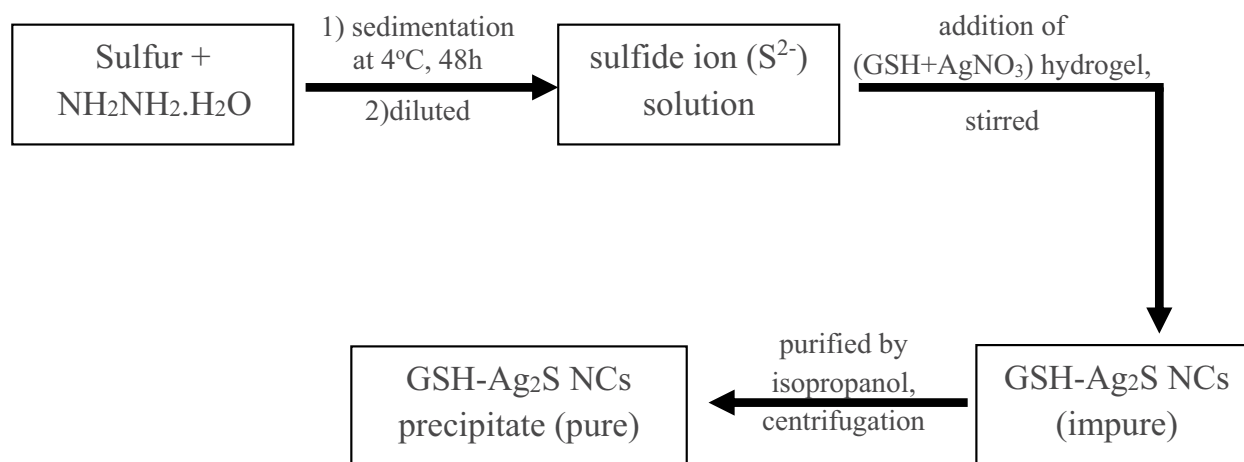 Sulfur +
NH₂NH₂.H₂O
1) sedimentation
at 4°C, 48h
2)diluted
sulfide ion (S²⁻)
solution
addition of
(GSH+AgNO₃) hydrogel,
stirred
GSH-Ag₂S NCs
(impure)
purified by
isopropanol,
centrifugation
GSH-Ag₂S NCs
precipitate (pure)